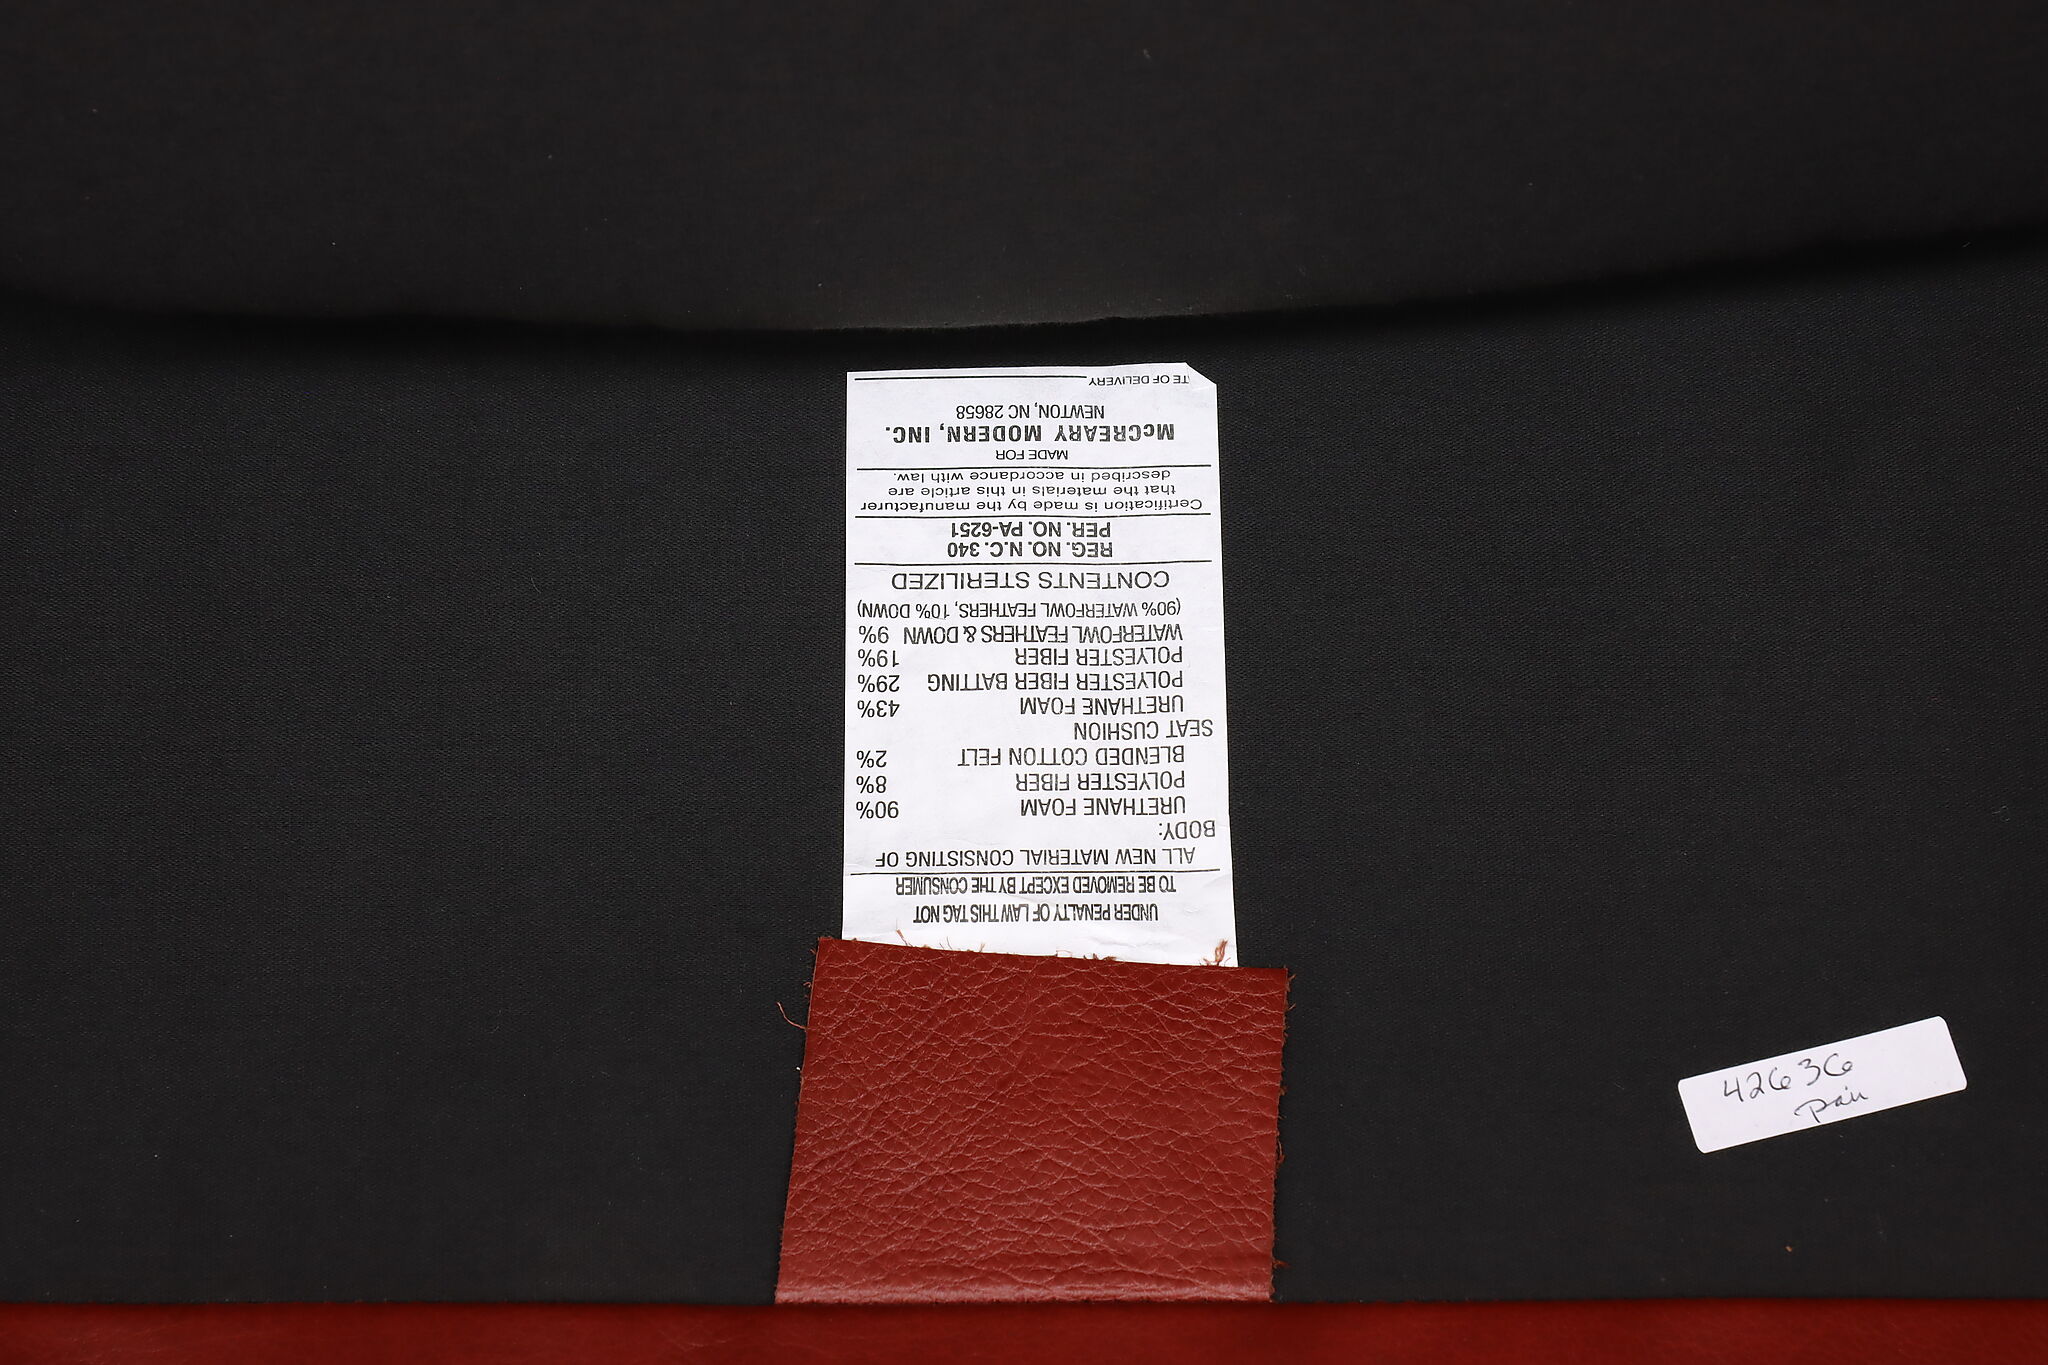 UNDER PENALTY OF LAW THIS TAG NOT
TO BE REMOVED EXCEPT BY THE CONSUMER
ALL NEW MATERIAL CONSISTING OF
BODY:
URETHANE FOAM 90%
POLYESTER FIBER 8%
BLENDED COTTON FELT 2%
SEAT CUSHION
URETHANE FOAM 43%
POLYESTER FIBER BATTING 29%
POLYESTER FIBER 19%
WATERFOWL FEATHERS & DOWN 9%
(90% WATERFOWL FEATHERS, 10% DOWN)
CONTENTS STERILIZED
REG. NO. N.C. 340
PER. NO. PA-6251
Certification is made by the manufacturer
that the materials in this article are
described in accordance with law.
MADE FOR
McCREARY MODERN, INC.
NEWTON, NC 28658
TE OF DELIVERY
42636
pair